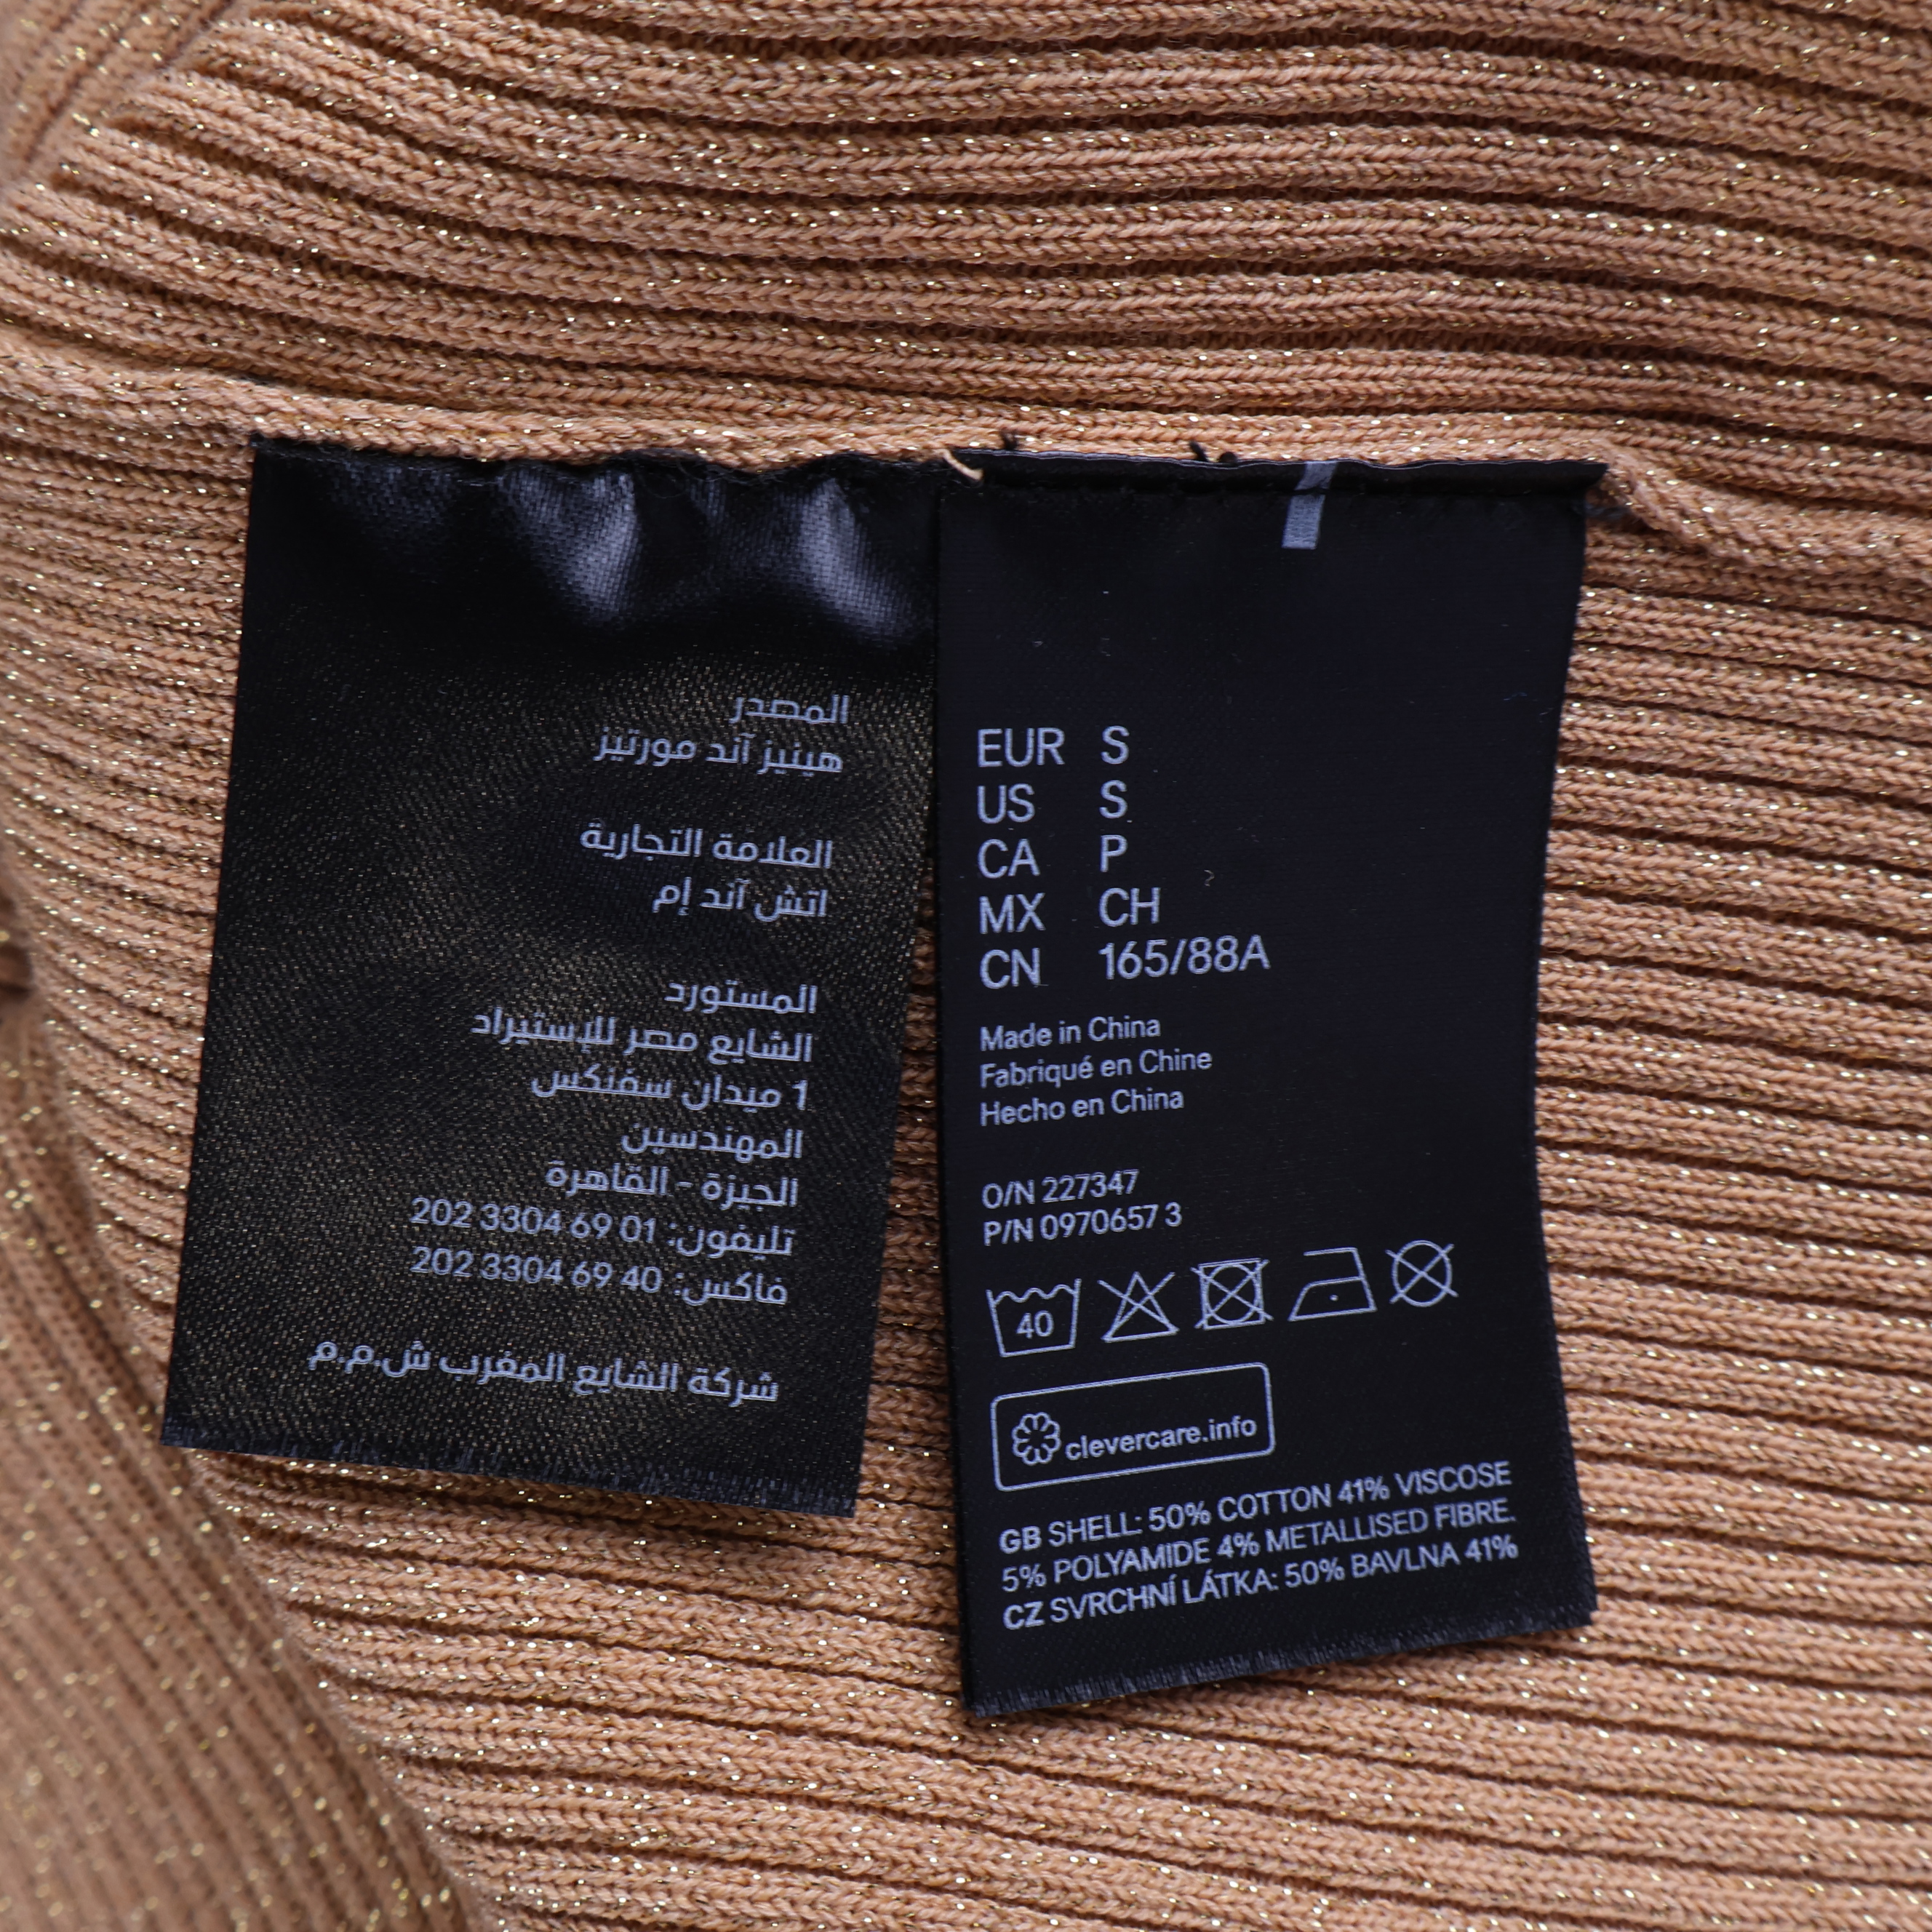 المصدر
هينيز آند مورتيز
العلامة التجارية
اتش آند إم
المستورد
الشايع مصر للإستيراد
1 ميدان سفنكس
المهندسين
الجيزة - القاهرة
تليفون: 01 69 3304 202
فاكس: 40 69 3304 202
شركة الشايع المغرب ش.م.م
EUR S
US S
CA P
MX CH
CN 165/88A
Made in China
Fabriqué en Chine
Hecho en China
O/N 227347
P/N 0970657 3
40
clevercare.info
GB SHELL: 50% COTTON 41% VISCOSE
5% POLYAMIDE 4% METALLISED FIBRE.
CZ SVRCHNÍ LÁTKA: 50% BAVLNA 41%